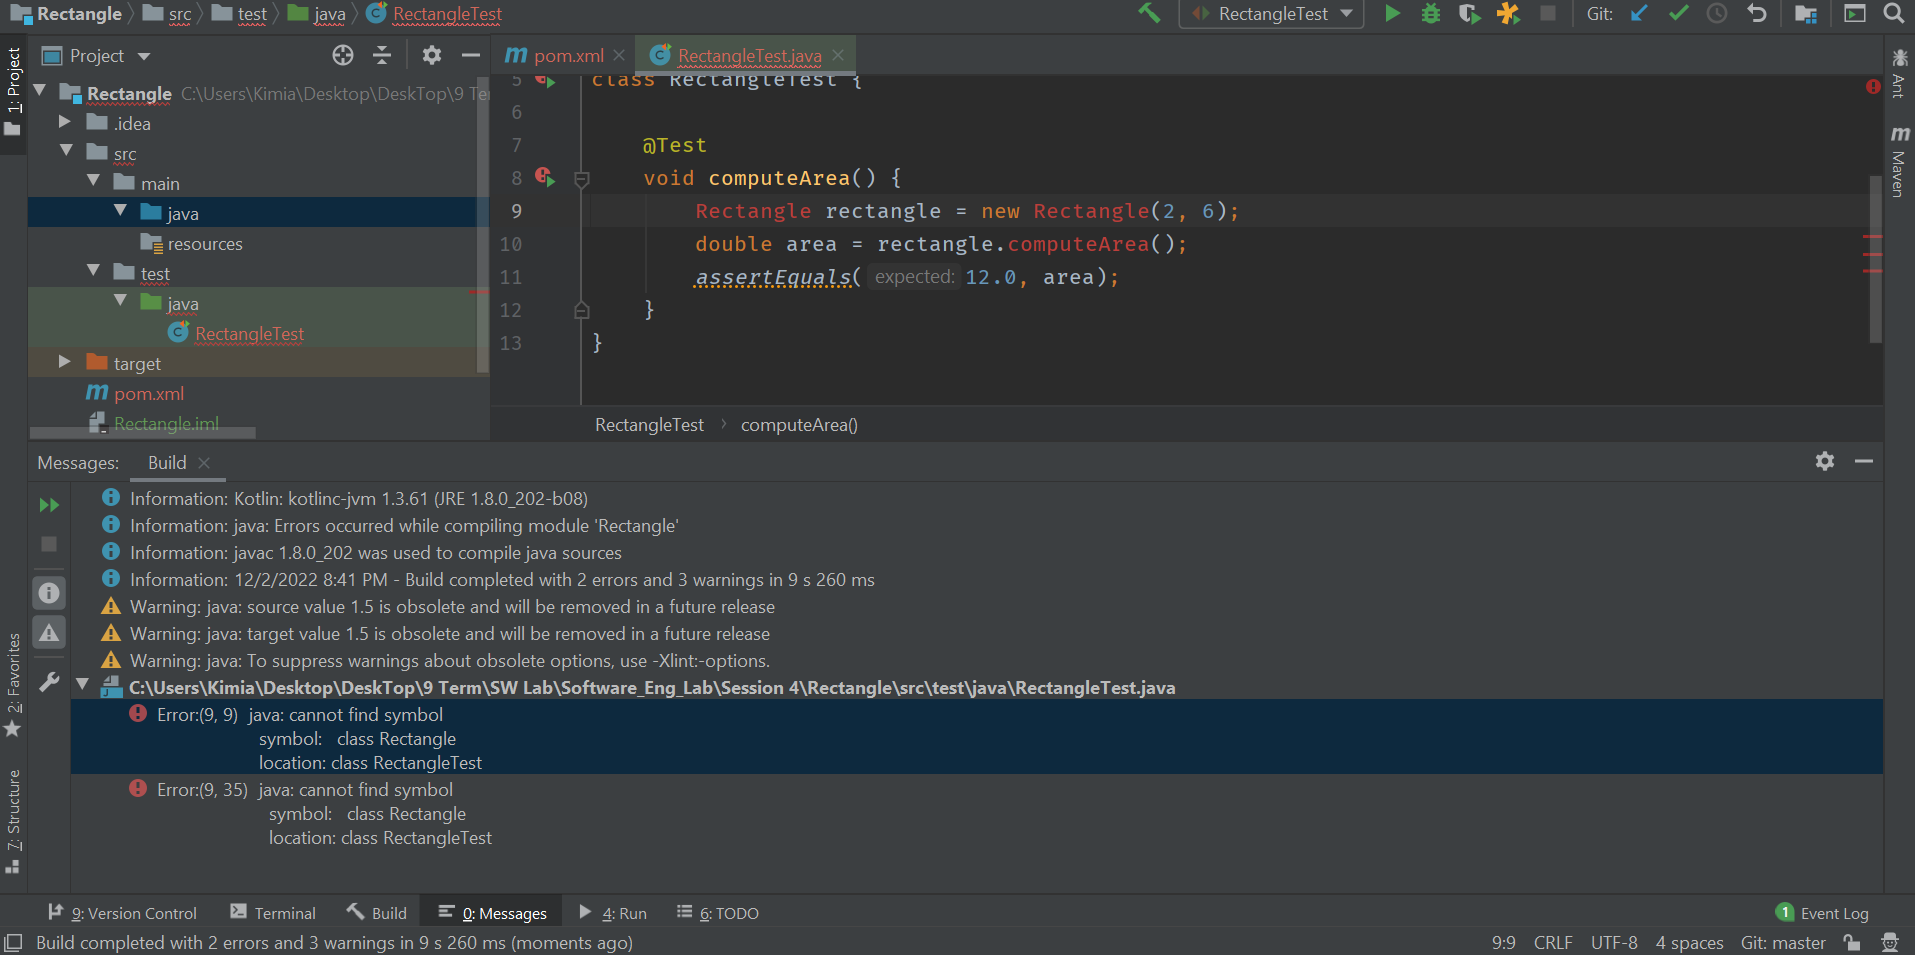 Rectangle src test java RectangleTest
RectangleTest Git:
Project
pom.xml RectangleTest.java
1: Project
Rectangle C:\Users\Kimia\Desktop\DeskTop\9 Te
.idea
src
main
java
resources
test
java
RectangleTest
target
pom.xml
Rectangle.iml
5 class RectangleTest {
6
7 @Test
8 void computeArea() {
9 Rectangle rectangle = new Rectangle(2, 6);
10 double area = rectangle.computeArea();
11 assertEquals( expected: 12.0, area);
12 }
13 }
RectangleTest computeArea()
Ant
Maven
Messages: Build
Information: Kotlin: kotlinc-jvm 1.3.61 (JRE 1.8.0_202-b08)
Information: java: Errors occurred while compiling module 'Rectangle'
Information: javac 1.8.0_202 was used to compile java sources
Information: 12/2/2022 8:41 PM - Build completed with 2 errors and 3 warnings in 9 s 260 ms
Warning: java: source value 1.5 is obsolete and will be removed in a future release
Warning: java: target value 1.5 is obsolete and will be removed in a future release
Warning: java: To suppress warnings about obsolete options, use -Xlint:-options.
C:\Users\Kimia\Desktop\DeskTop\9 Term\SW Lab\Software_Eng_Lab\Session 4\Rectangle\src\test\java\RectangleTest.java
Error:(9, 9) java: cannot find symbol
symbol: class Rectangle
location: class RectangleTest
Error:(9, 35) java: cannot find symbol
symbol: class Rectangle
location: class RectangleTest
2: Favorites
7: Structure
9: Version Control Terminal Build 0: Messages 4: Run 6: TODO 1 Event Log
Build completed with 2 errors and 3 warnings in 9 s 260 ms (moments ago) 9:9 CRLF UTF-8 4 spaces Git: master